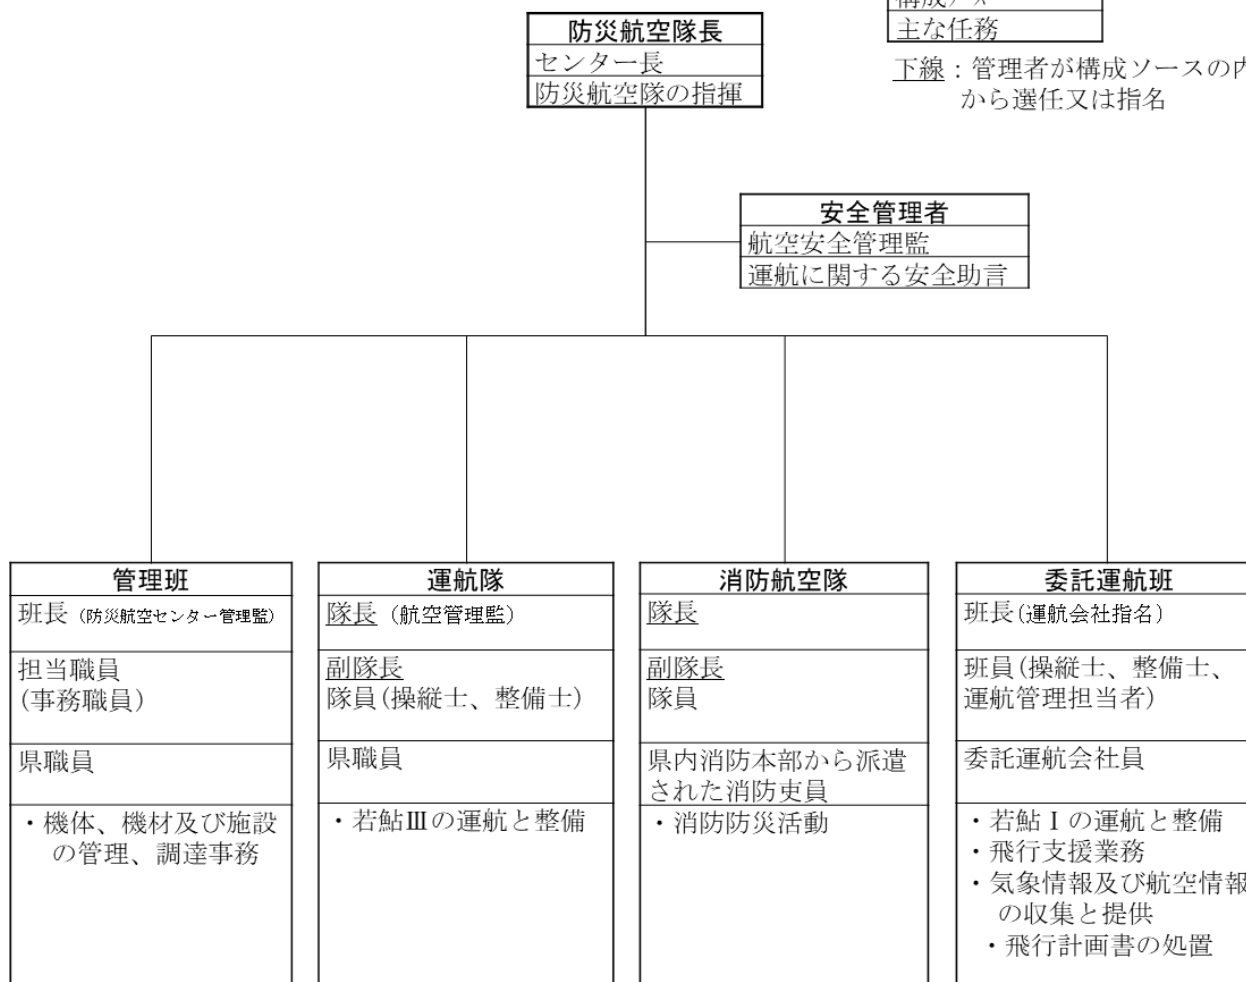 防災航空隊長
センター長
防災航空隊の指揮
主な任務
下線：管理者が構成ソースの内
から選任又は指名
安全管理者
航空安全管理監
運航に関する安全助言
管理班
班長（防災航空センター管理監）
担当職員
(事務職員)
県職員
・機体、機材及び施設
の管理、調達事務
運航隊
隊長（航空管理監）
副隊長
隊員(操縦士、整備士)
県職員
・若鮎Ⅲの運航と整備
消防航空隊
隊長
副隊長
隊員
県内消防本部から派遣
された消防吏員
・消防防災活動
委託運航班
班長(運航会社指名)
班員(操縦士、整備士、
運航管理担当者)
委託運航会社員
・若鮎Ⅰの運航と整備
・飛行支援業務
・気象情報及び航空情報
の収集と提供
・飛行計画書の処置